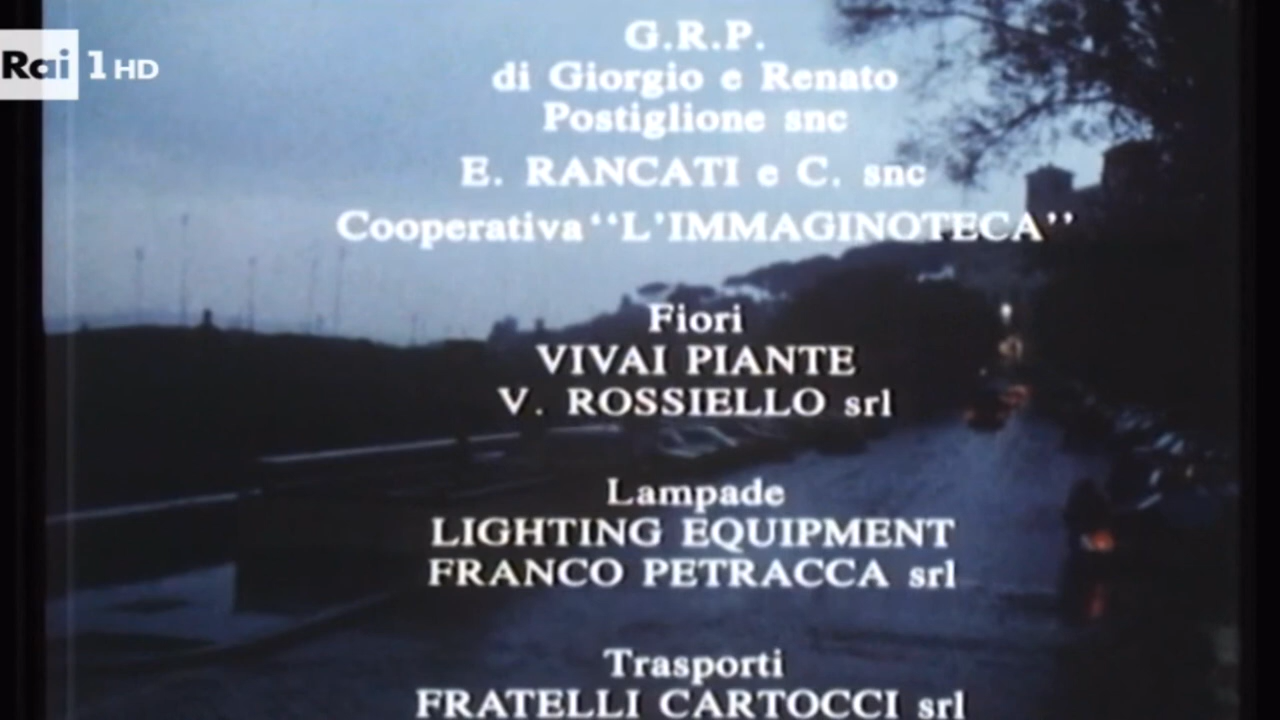 Rai 1 HD
G.R.P.
di Giorgio e Renato
Postiglione snc
E. RANCATI e C. snc
Cooperativa “L'IMMAGINOTECA”
Fiori
VIVAI PIANTE
V. ROSSIELLO srl
Lampade
LIGHTING EQUIPMENT
FRANCO PETRACCA srl
Trasporti
FRATELLI CARTOCCI srl